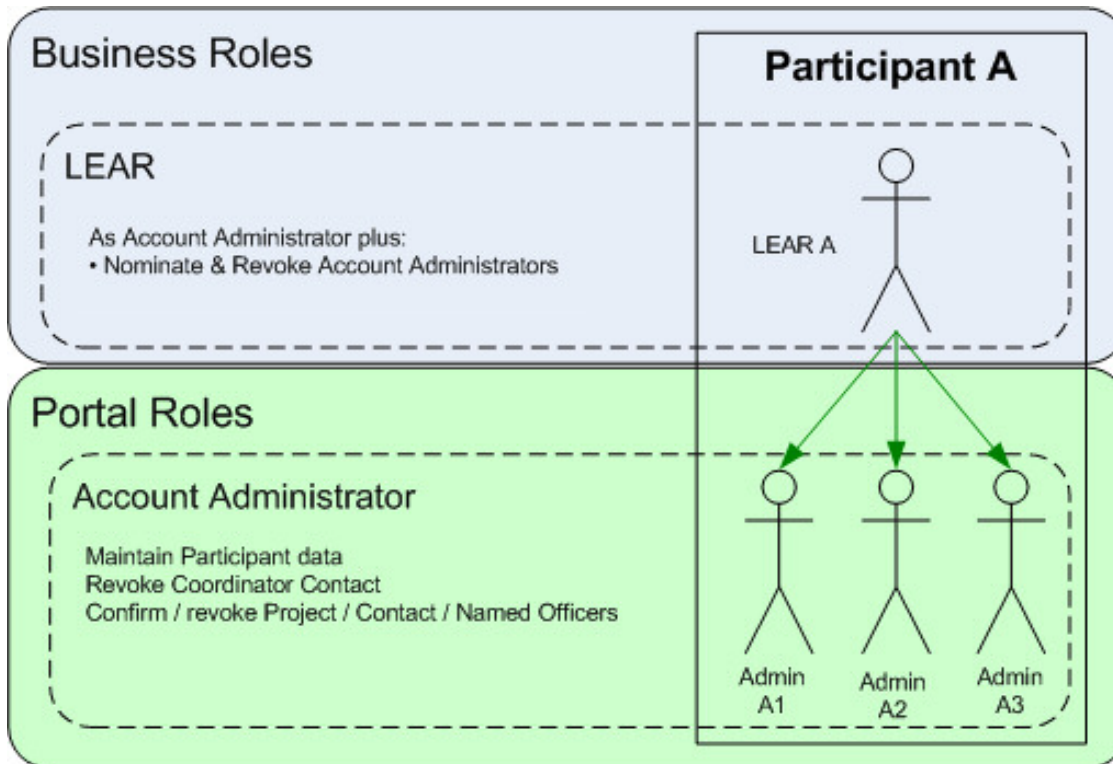 Business Roles
Participant A
LEAR
As Account Administrator plus:
• Nominate & Revoke Account Administrators
LEAR A
Portal Roles
Account Administrator
Maintain Participant data
Revoke Coordinator Contact
Confirm / revoke Project / Contact / Named Officers
Admin
A1
Admin
A2
Admin
A3